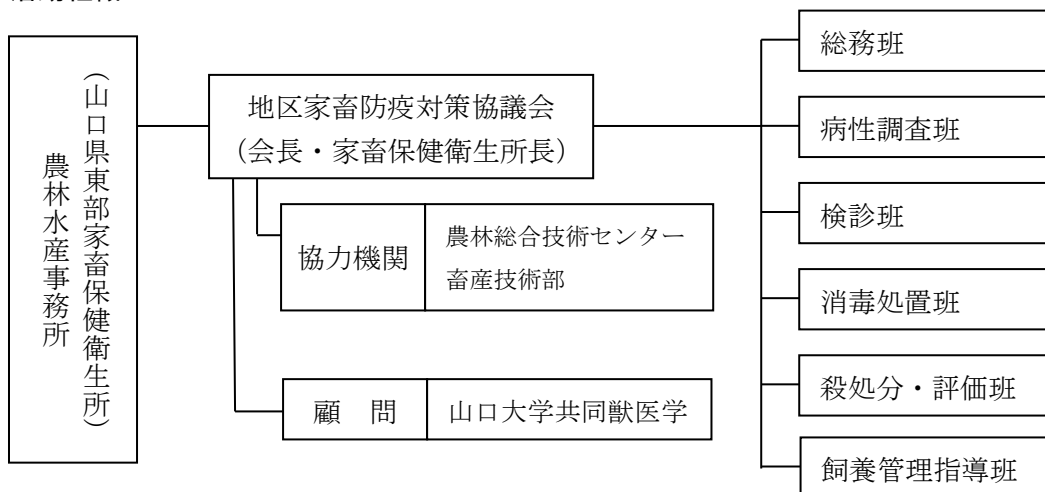 (山口県東部家畜保健衛生所)
農林水産事務所
地区家畜防疫対策協議会
(会長・家畜保健衛生所長)
協力機関
農林総合技術センター
畜産技術部
顧 問
山口大学共同獣医学
総務班
病性調査班
検診班
消毒処置班
殺処分・評価班
飼養管理指導班